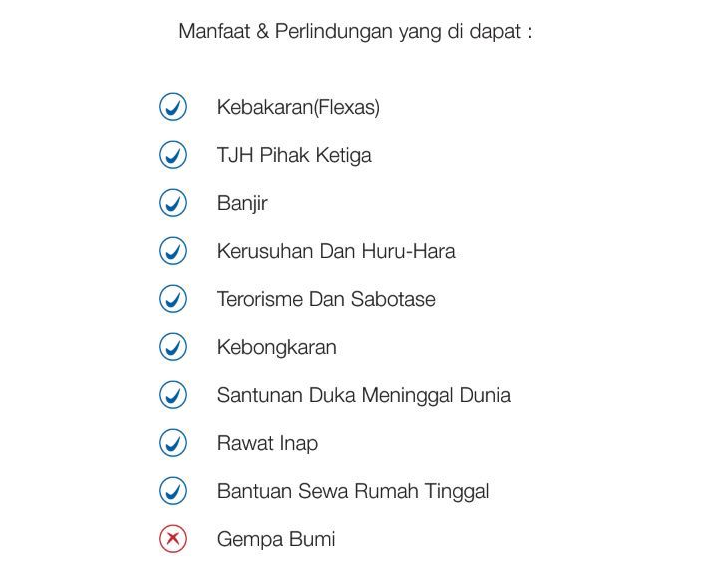 Manfaat & Perlindungan yang di dapat :
Kebakaran(Flexas)
TJH Pihak Ketiga
Banjir
Kerusuhan Dan Huru-Hara
Terorisme Dan Sabotase
Kebongkaran
Santunan Duka Meninggal Dunia
Rawat Inap
Bantuan Sewa Rumah Tinggal
Gempa Bumi